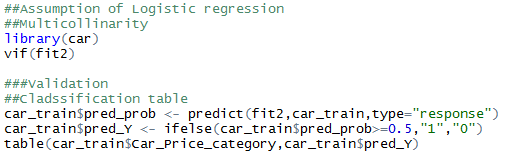 ##Assumption of Logistic regression
##Multicollinarity
library(car)
vif(fit2)
###Validation
##Cladssification table
car_train$pred_prob <- predict(fit2,car_train,type="response")
car_train$pred_Y <- ifelse(car_train$pred_prob>=0.5,"1","0")
table(car_train$Car_Price_category,car_train$pred_Y)